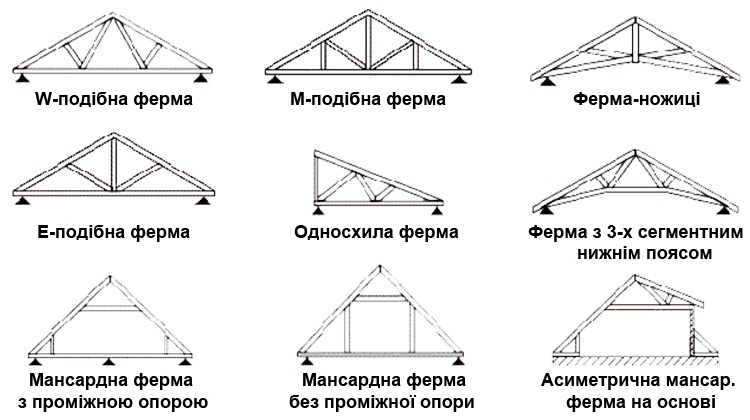 W-подібна ферма
М-подібна ферма
Ферма-ножиці
Е-подібна ферма
Односхила ферма
Ферма з 3-х сегментним
нижнім поясом
Мансардна ферма
з проміжною опорою
Мансардна ферма
без проміжної опори
Асиметрична мансар.
ферма на основі